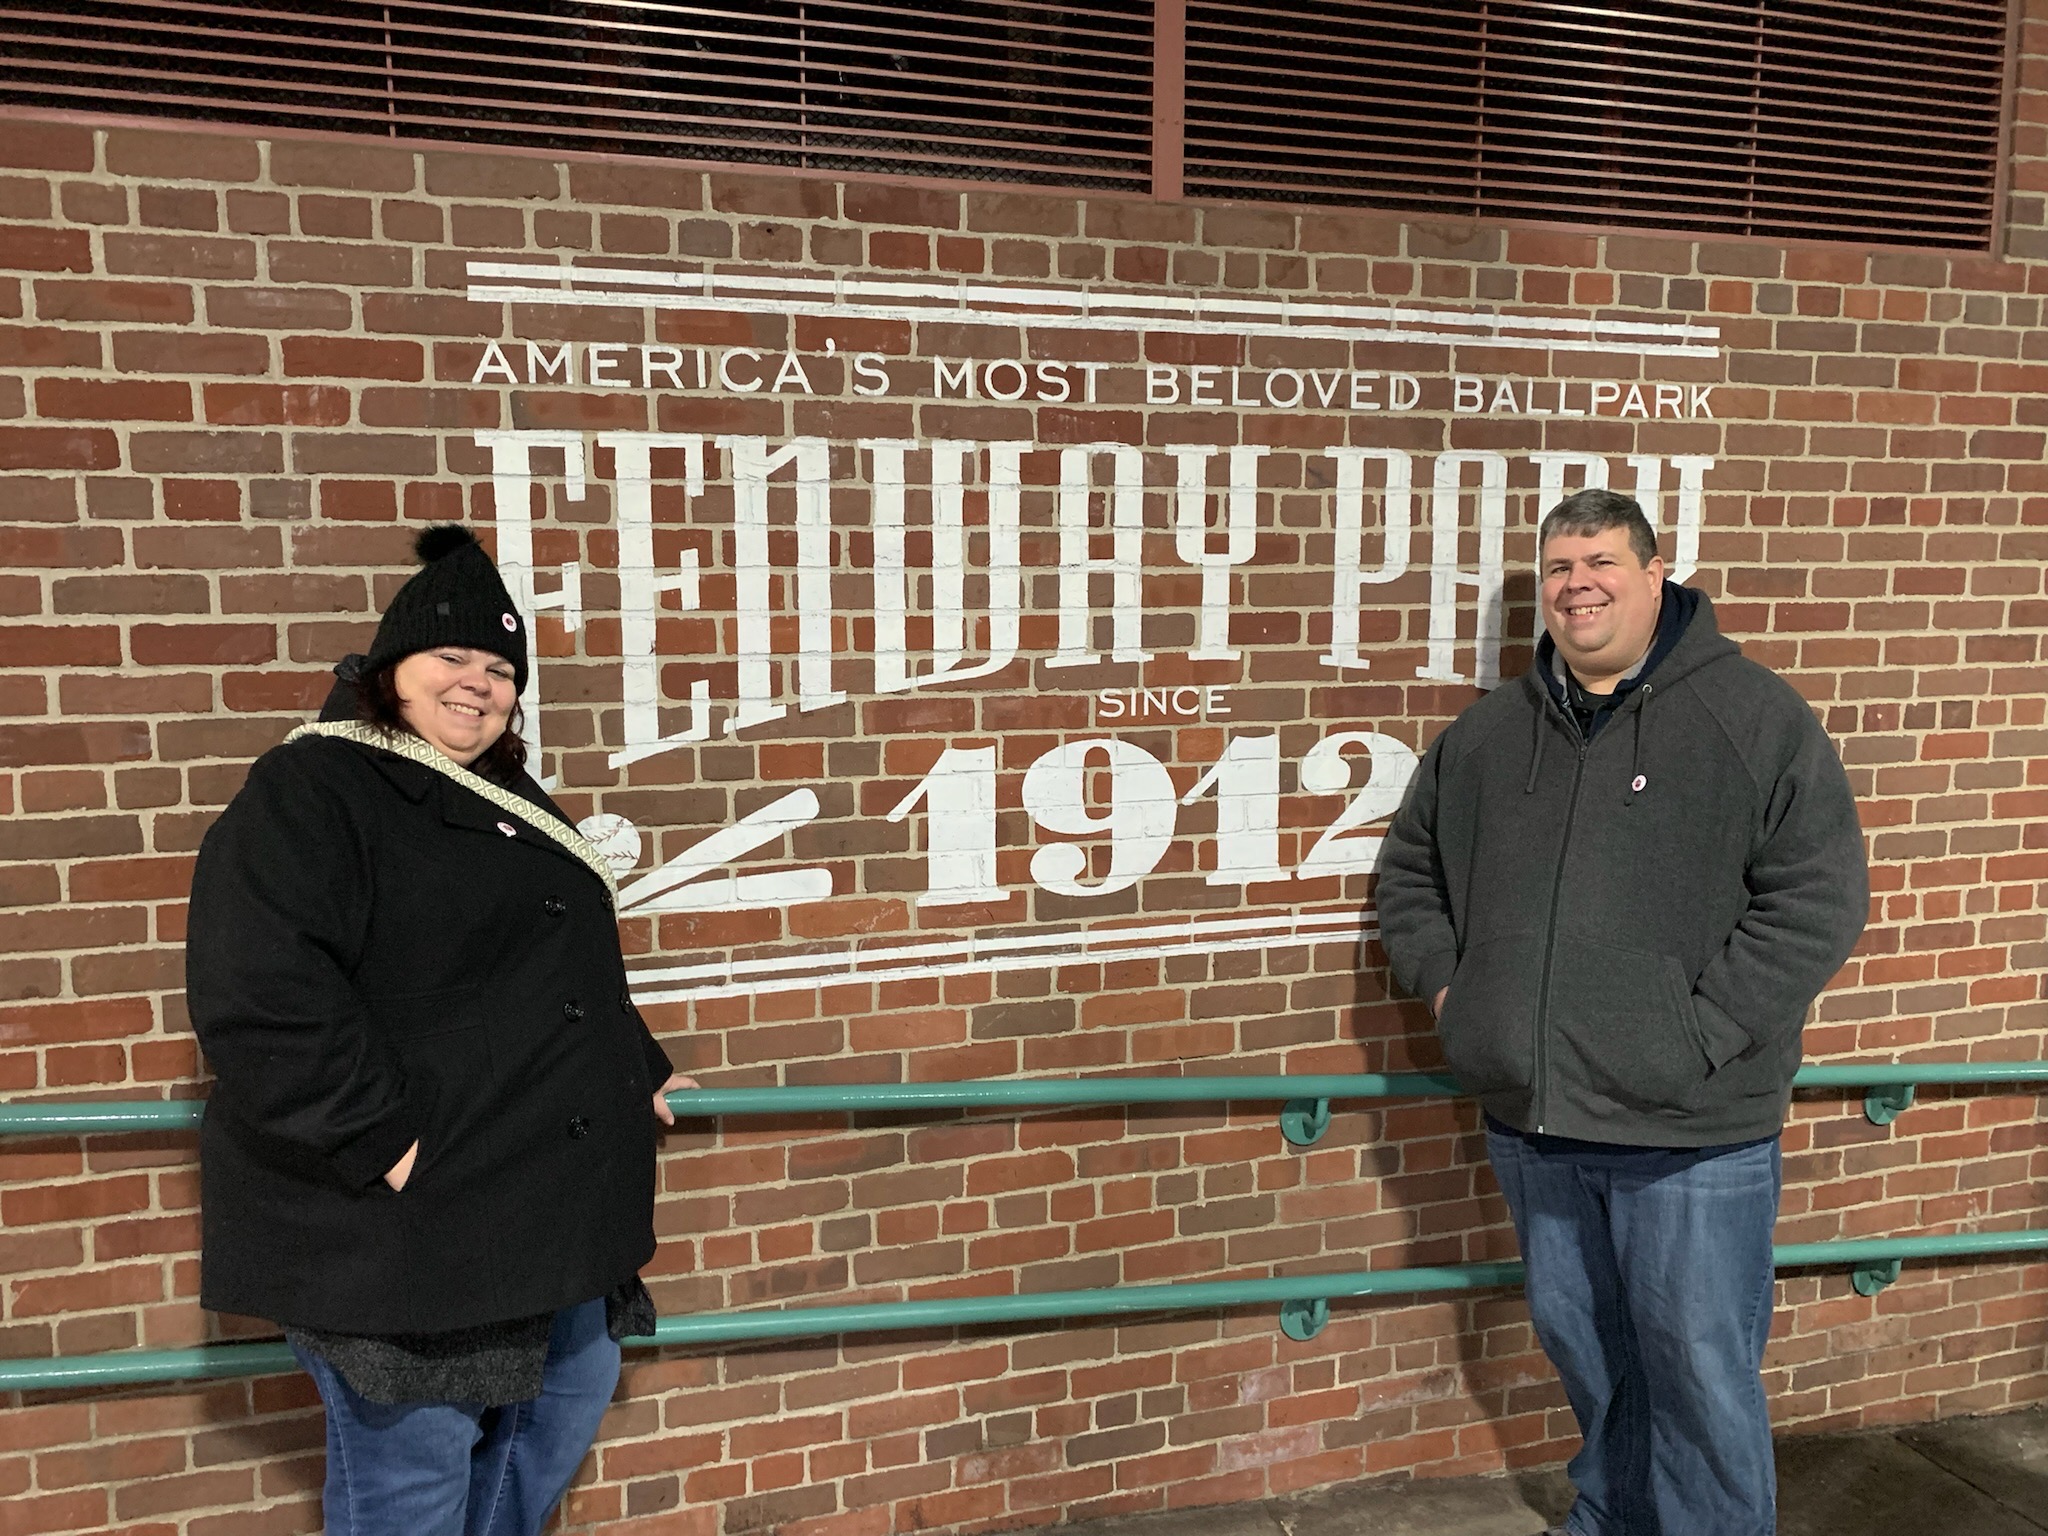 AMERICA'S MOST BELOVED BALLPARK
FENWAY PARK
SINCE
1912